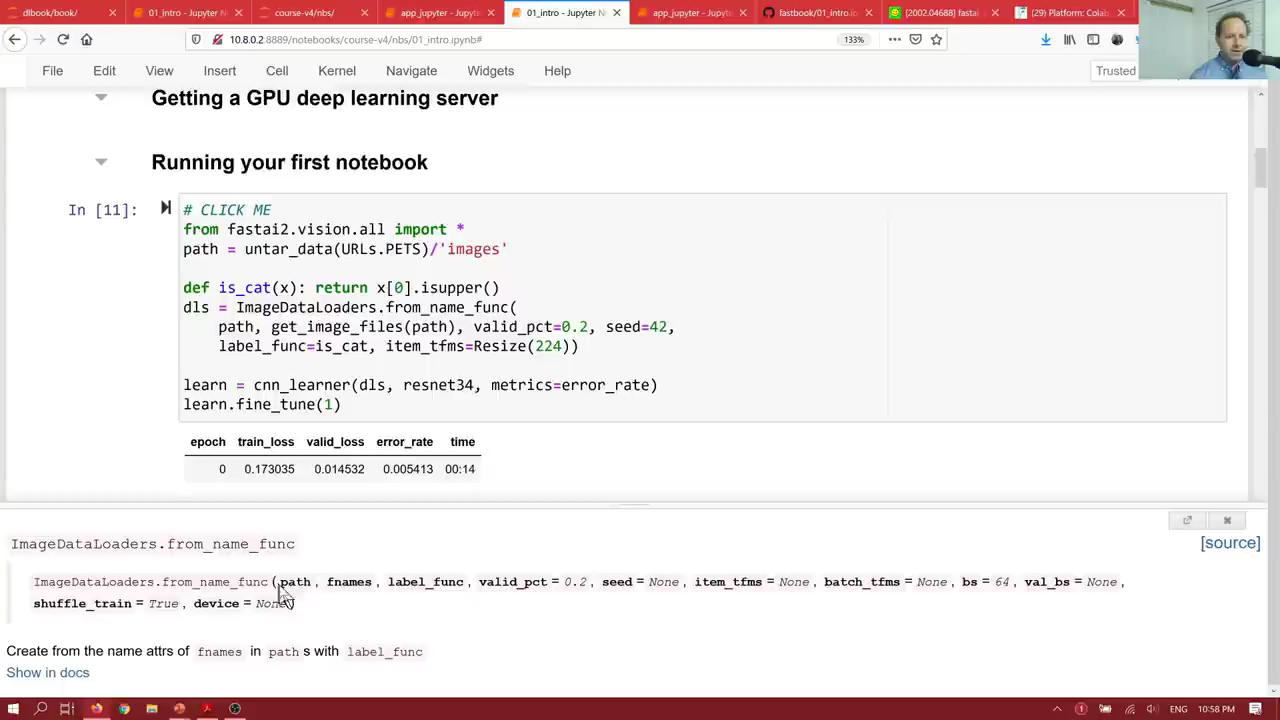 dlbook/book/
01_intro - Jupyter N
course-v4/nbs/
app_jupyter - Jupyte
01_intro - Jupyter N
app_jupyter - Jupyte
fastbook/01_intro.ip
[2002.04688] fastai
(29) Platform: Colab
10.8.0.2:8889/notebooks/course-v4/nbs/01_intro.ipynb#
133%
File Edit View Insert Cell Kernel Navigate Widgets Help
Trusted
Getting a GPU deep learning server
Running your first notebook
In [11]:
# CLICK ME
from fastai2.vision.all import *
path = untar_data(URLs.PETS)/'images'
def is_cat(x): return x[0].isupper()
dls = ImageDataLoaders.from_name_func(
path, get_image_files(path), valid_pct=0.2, seed=42,
label_func=is_cat, item_tfms=Resize(224))
learn = cnn_learner(dls, resnet34, metrics=error_rate)
learn.fine_tune(1)
epoch train_loss valid_loss error_rate time
0 0.173035 0.014532 0.005413 00:14
ImageDataLoaders.from_name_func
[source]
ImageDataLoaders.from_name_func(path, fnames, label_func, valid_pct=0.2, seed=None, item_tfms=None, batch_tfms=None, bs=64, val_bs=None,
shuffle_train=True, device=None)
Create from the name attrs of fnames in paths with label_func
Show in docs
ENG 10:58 PM